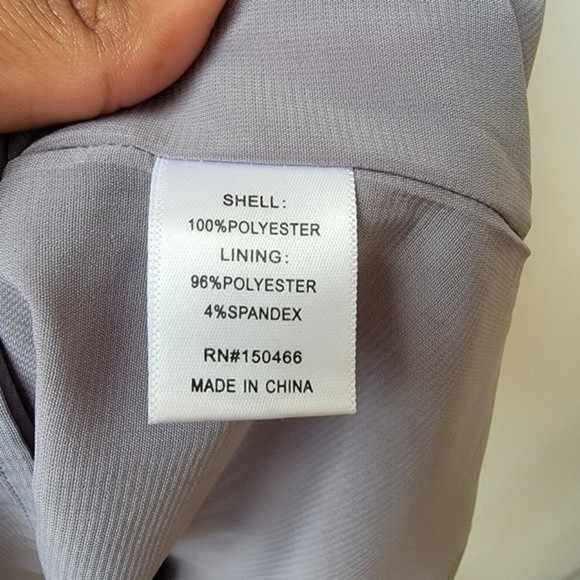 SHELL:
100%POLYESTER
LINING:
96%POLYESTER
4%SPANDEX
RN#150466
MADE IN CHINA